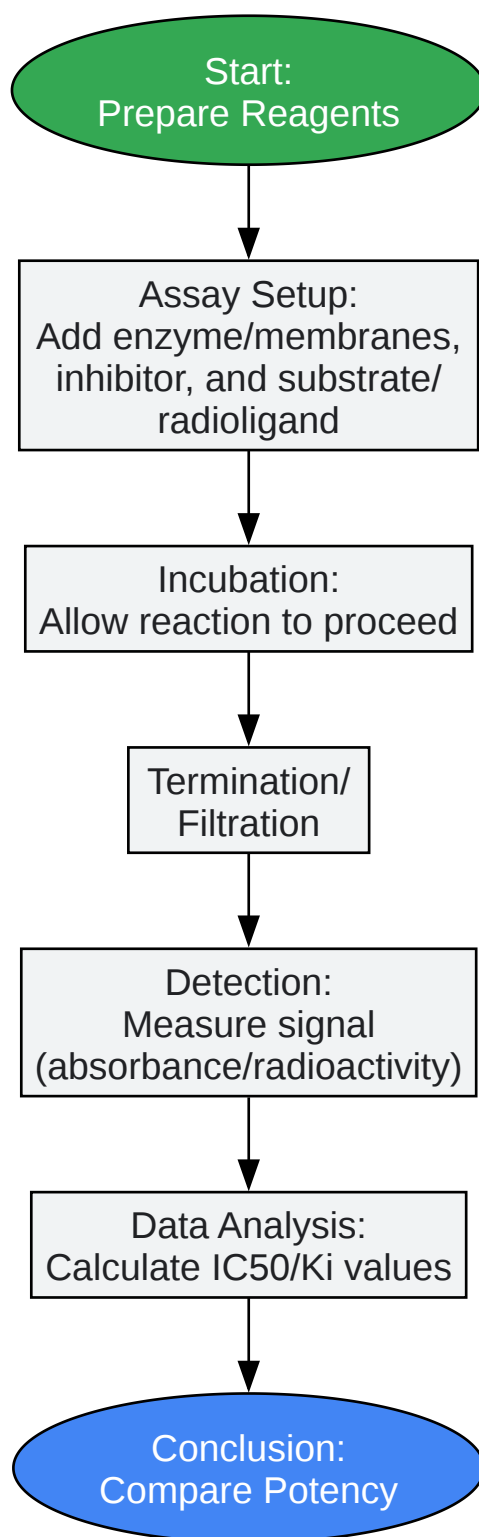 Start:
Prepare Reagents
Assay Setup:
Add enzyme/membranes,
inhibitor, and substrate/
radioligand
Incubation:
Allow reaction to proceed
Termination/
Filtration
Detection:
Measure signal
(absorbance/radioactivity)
Data Analysis:
Calculate IC50/Ki values
Conclusion:
Compare Potency